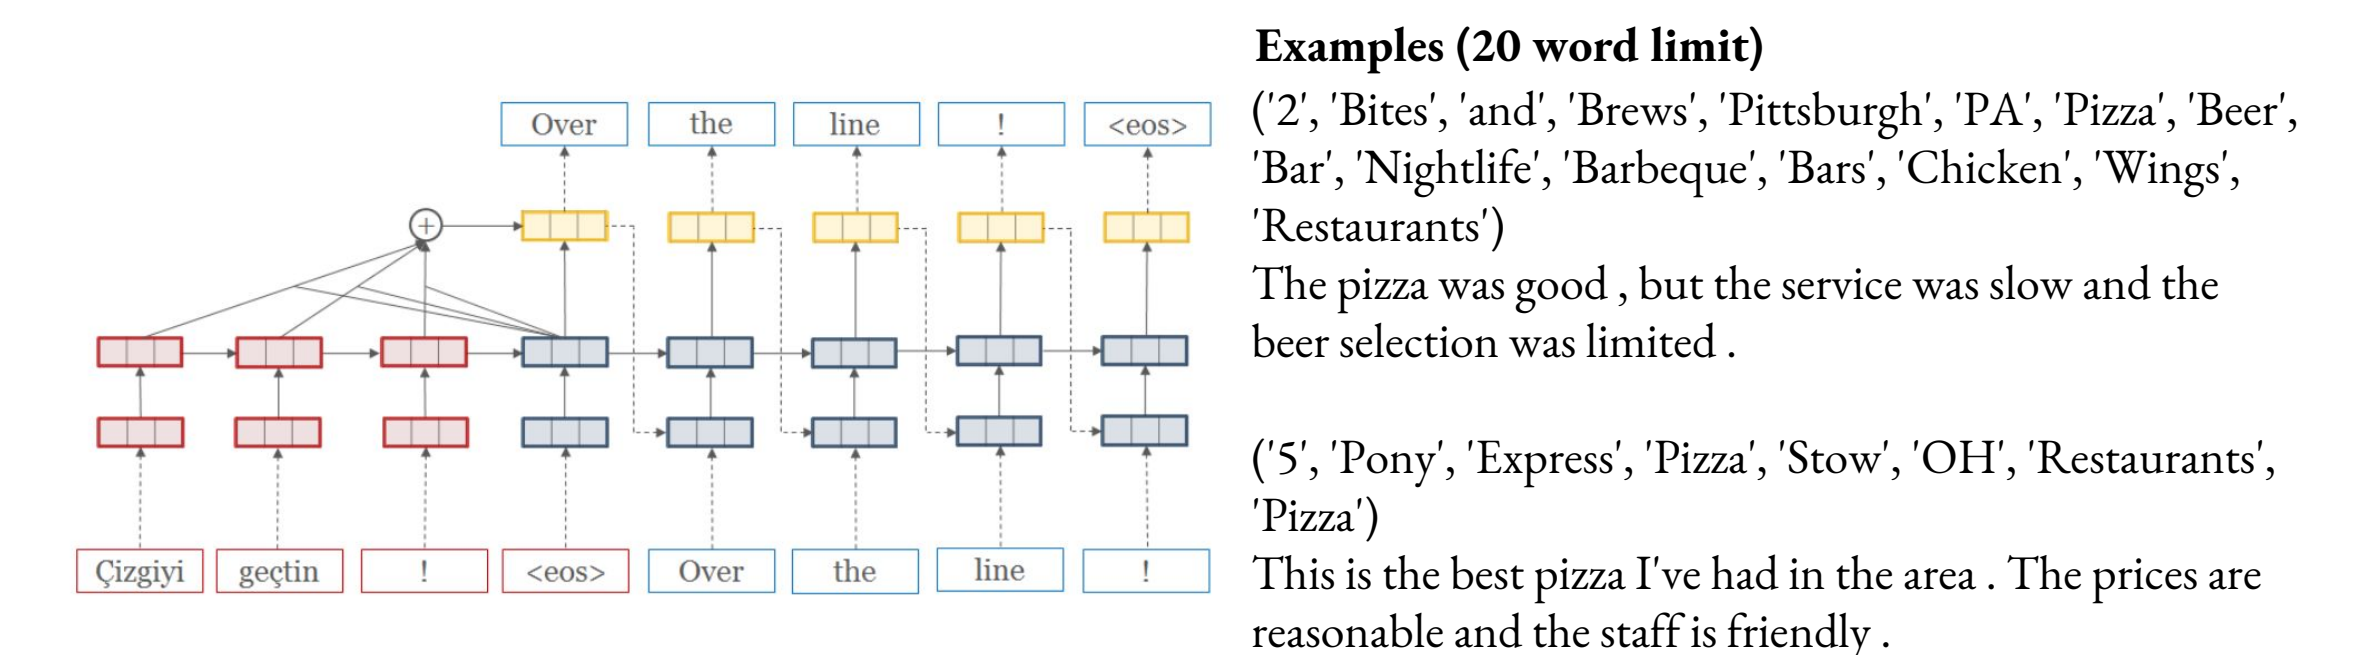 Over the line ! <eos>
+
Çizgiyi geçtin ! <eos> Over the line !
Examples (20 word limit)
('2', 'Bites', 'and', 'Brews', 'Pittsburgh', 'PA', 'Pizza', 'Beer',
'Bar', 'Nightlife', 'Barbeque', 'Bars', 'Chicken', 'Wings',
'Restaurants')
The pizza was good , but the service was slow and the
beer selection was limited .
('5', 'Pony', 'Express', 'Pizza', 'Stow', 'OH', 'Restaurants',
'Pizza')
This is the best pizza I've had in the area . The prices are
reasonable and the staff is friendly .